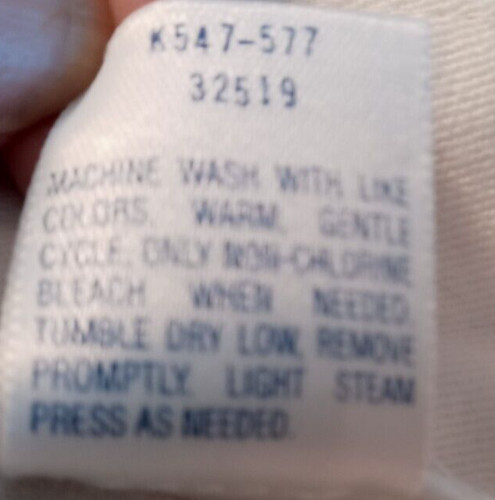 K547-577
32519
MACHINE WASH WITH LIKE
COLORS, WARM, GENTLE
CYCLE. ONLY NON-CHLORINE
BLEACH WHEN NEEDED.
TUMBLE DRY LOW, REMOVE
PROMPTLY. LIGHT STEAM
PRESS AS NEEDED.